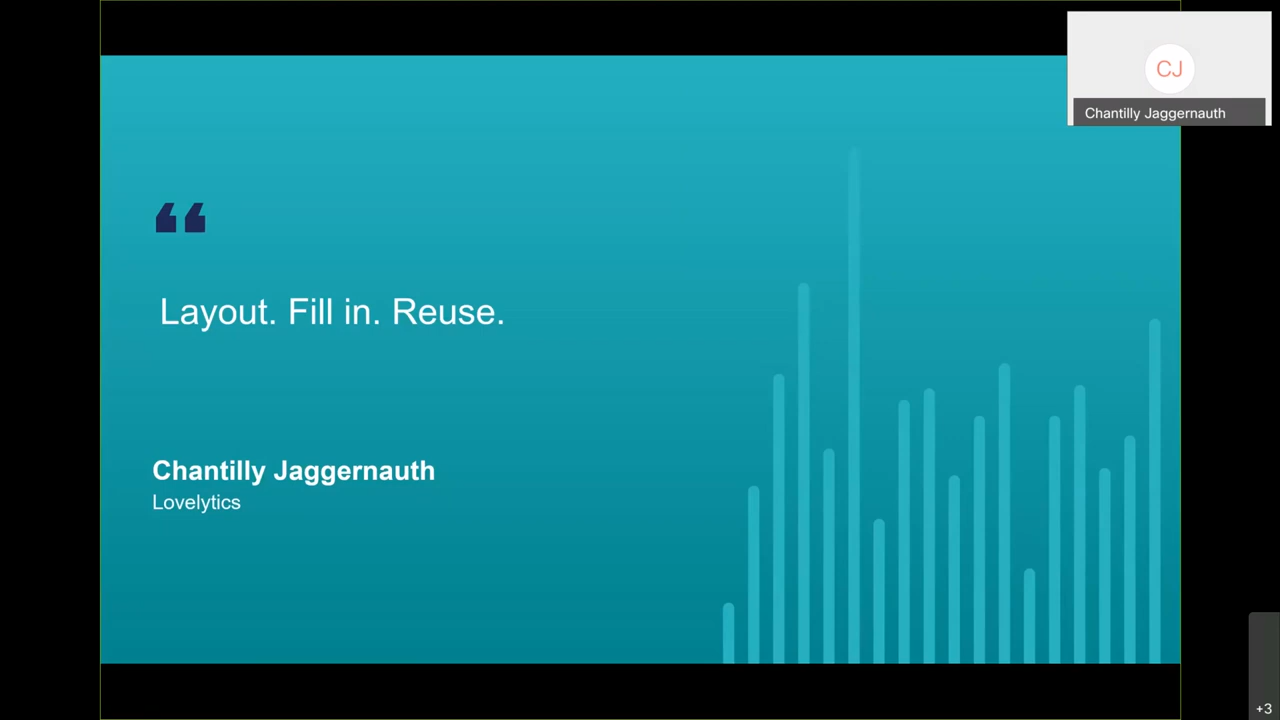 CJ
Chantilly Jaggernauth
❝
Layout. Fill in. Reuse.
Chantilly Jaggernauth
Lovelytics
+3